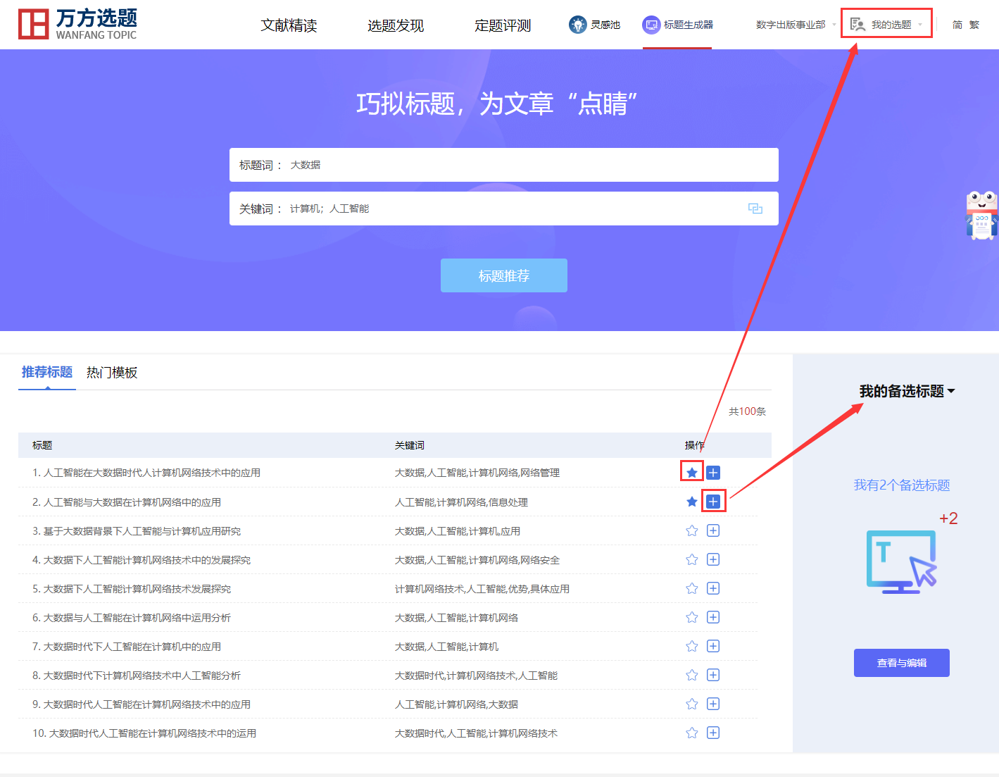 万方选题
WANFANG TOPIC
文献精读 选题发现 定题评测 灵感池 标题生成器 数字出版事业部 我的选题 简 繁
巧拟标题，为文章“点睛”
标题词 ： 大数据
关键词 ： 计算机；人工智能
标题推荐
推荐标题 热门模板
共100条
标题 关键词 操作
1. 人工智能在大数据时代人计算机网络技术中的应用 大数据,人工智能,计算机网络,网络管理
2. 人工智能与大数据在计算机网络中的应用 人工智能,计算机网络,信息处理
3. 基于大数据背景下人工智能与计算机应用研究 大数据,人工智能,计算机,应用
4. 大数据下人工智能计算机网络技术中的发展探究 大数据,人工智能,计算机网络,网络安全
5. 大数据下人工智能计算机网络技术发展探究 计算机网络技术,人工智能,优势,具体应用
6. 大数据与人工智能在计算机网络中运用分析 大数据,人工智能,计算机网络
7. 大数据时代下人工智能在计算机中的应用 大数据,人工智能,计算机
8. 大数据时代下计算机网络技术中人工智能分析 大数据时代,计算机网络技术,人工智能
9. 大数据时代人工智能在计算机网络技术中的应用 人工智能,计算机网络,大数据
10. 大数据时代人工智能在计算机网络技术中的运用 大数据时代,人工智能,计算机网络技术
我的备选标题
我有2个备选标题
+2
T
查看与编辑